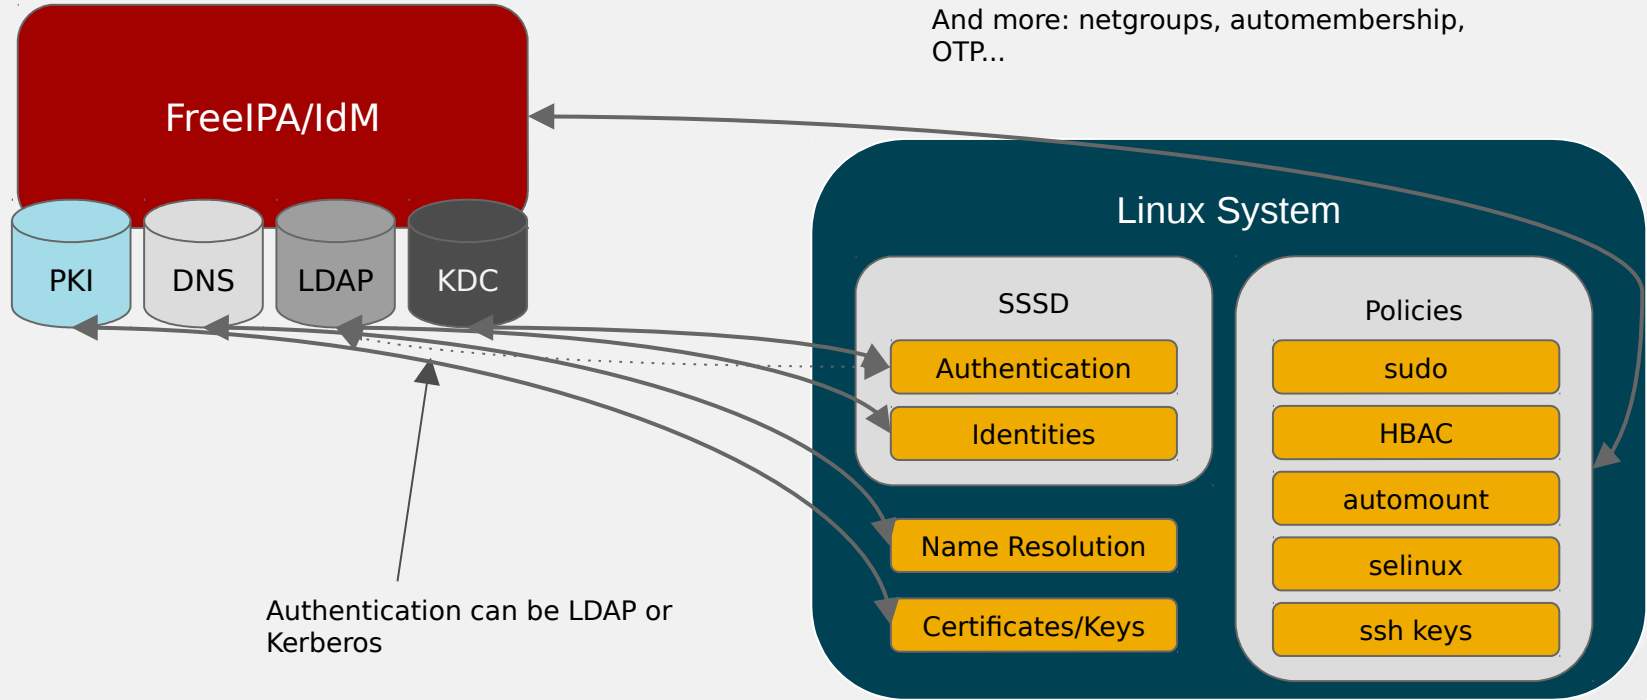 And more: netgroups, automembership,
OTP...
FreeIPA/IdM
PKI
DNS
LDAP
KDC
Linux System
SSSD
Authentication
Identities
Name Resolution
Certificates/Keys
Policies
sudo
HBAC
automount
selinux
ssh keys
Authentication can be LDAP or
Kerberos